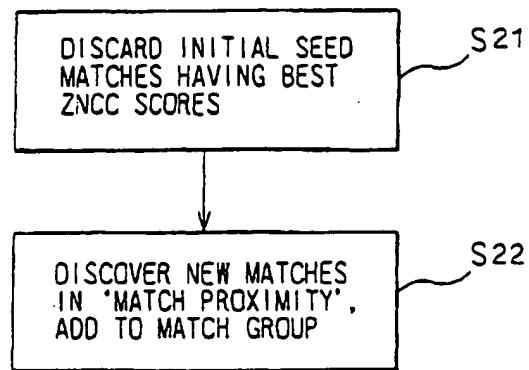 DISCARD INITIAL SEED
MATCHES HAVING BEST
ZNCC SCORES
S21
DISCOVER NEW MATCHES
IN 'MATCH PROXIMITY',
ADD TO MATCH GROUP
S22